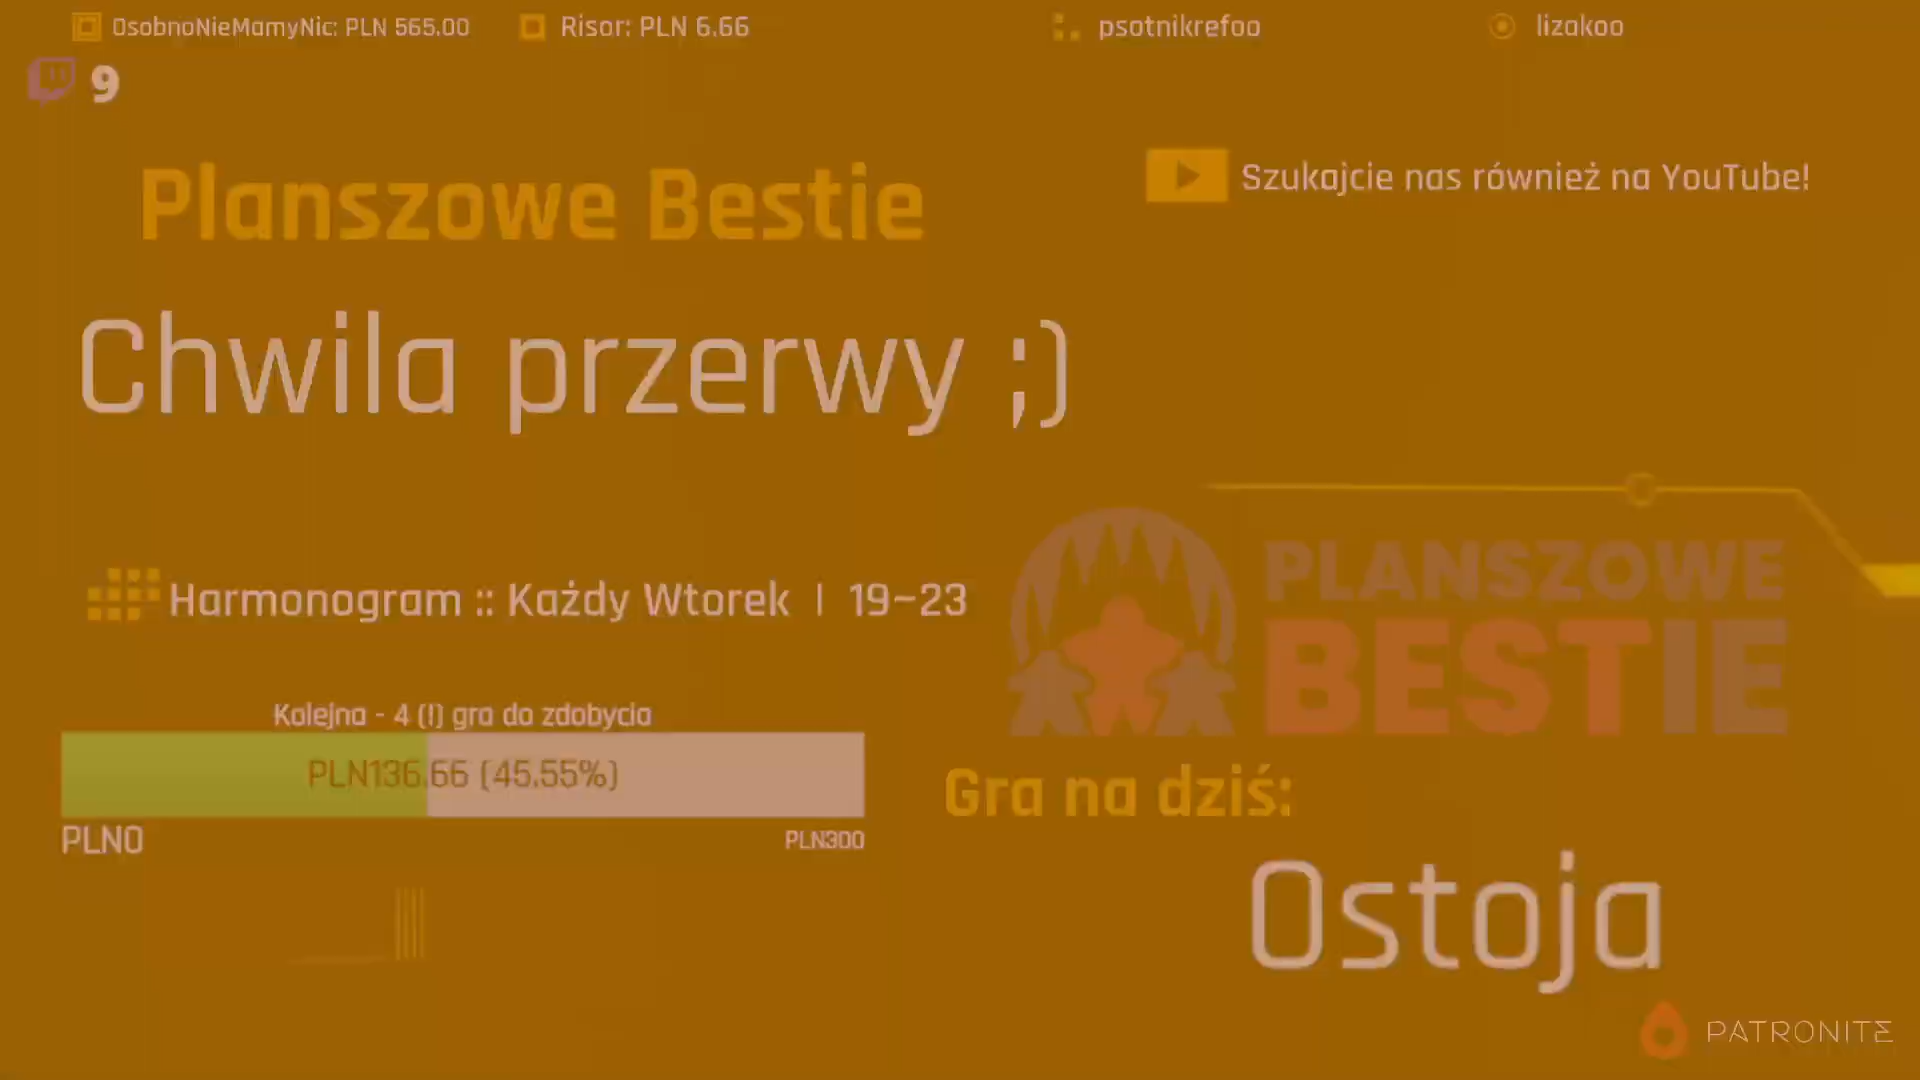 OsobnoNieMamyNic: PLN 565.00
Risor: PLN 6.66
psotnikrefoo
lizakoo
9
Planszowe Bestie
Szukajcie nas również na YouTube!
Chwila przerwy ;)
Harmonogram :: Każdy Wtorek | 19~23
PLANSZOWE
BESTIE
Kolejna - 4 (!) gra do zdobycia
PLN136.66 (45.55%)
PLN0
PLN300
Gra na dziś:
Ostoja
PATRONITE